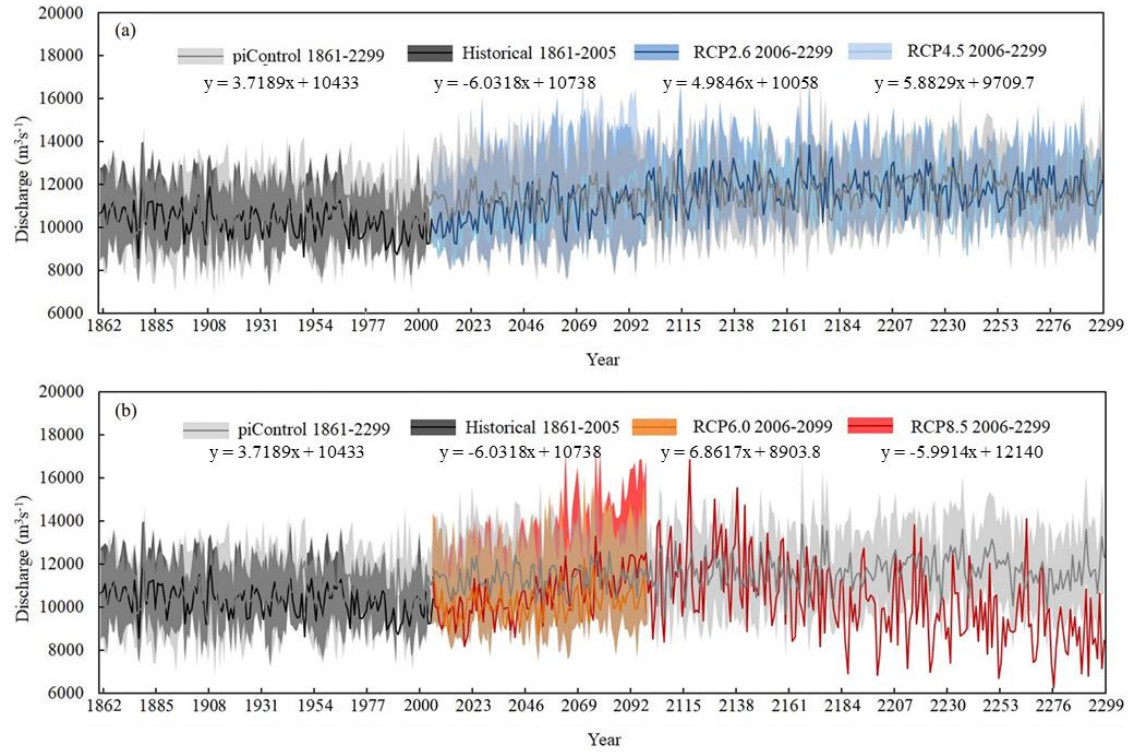 (a)
piControl 1861-2299 Historical 1861-2005 RCP2.6 2006-2299 RCP4.5 2006-2299
y = 3.7189x + 10433 y = -6.0318x + 10738 y = 4.9846x + 10058 y = 5.8829x + 9709.7
20000
18000
16000
14000
12000
10000
8000
6000
Discharge (m³s⁻¹)
1862 1885 1908 1931 1954 1977 2000 2023 2046 2069 2092 2115 2138 2161 2184 2207 2230 2253 2276 2299
Year
(b)
piControl 1861-2299 Historical 1861-2005 RCP6.0 2006-2099 RCP8.5 2006-2299
y = 3.7189x + 10433 y = -6.0318x + 10738 y = 6.8617x + 8903.8 y = -5.9914x + 12140
20000
18000
16000
14000
12000
10000
8000
6000
Discharge (m³s⁻¹)
1862 1885 1908 1931 1954 1977 2000 2023 2046 2069 2092 2115 2138 2161 2184 2207 2230 2253 2276 2299
Year